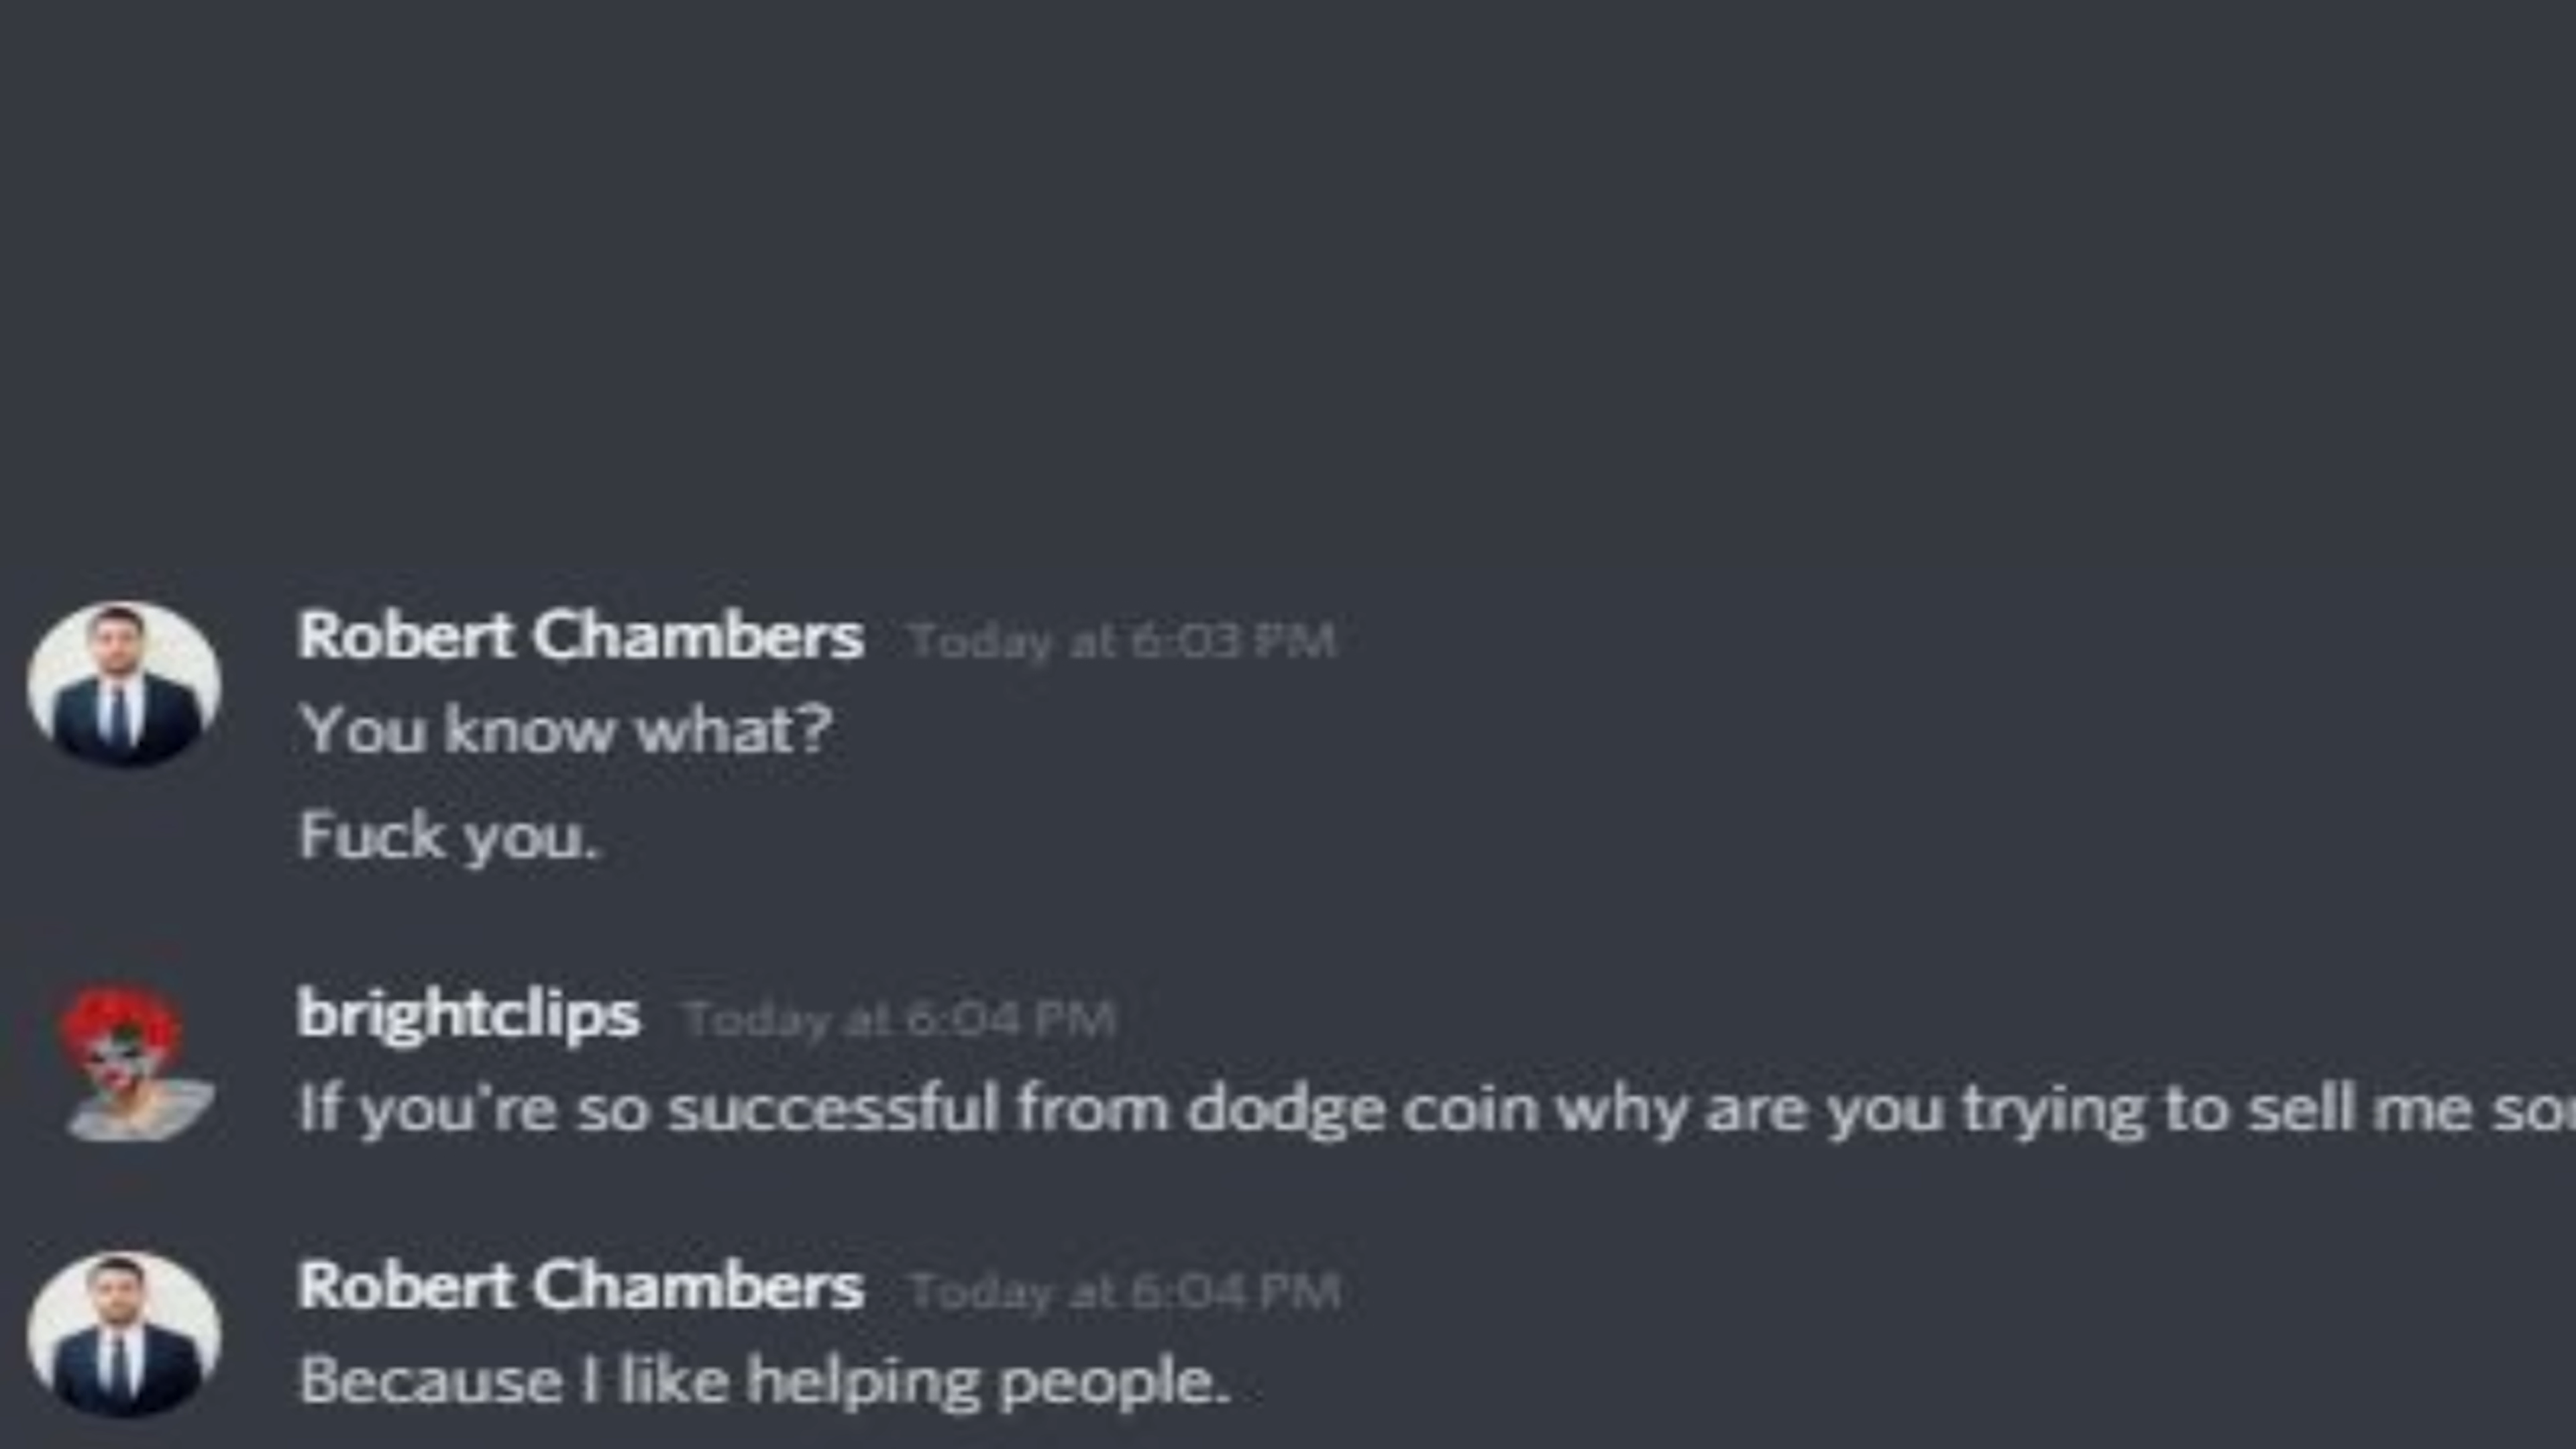 Robert Chambers Today at 6:03 PM
You know what?
Fuck you.
brightclips Today at 6:04 PM
If you're so successful from dodge coin why are you trying to sell me
Robert Chambers Today at 6:04 PM
Because I like helping people.